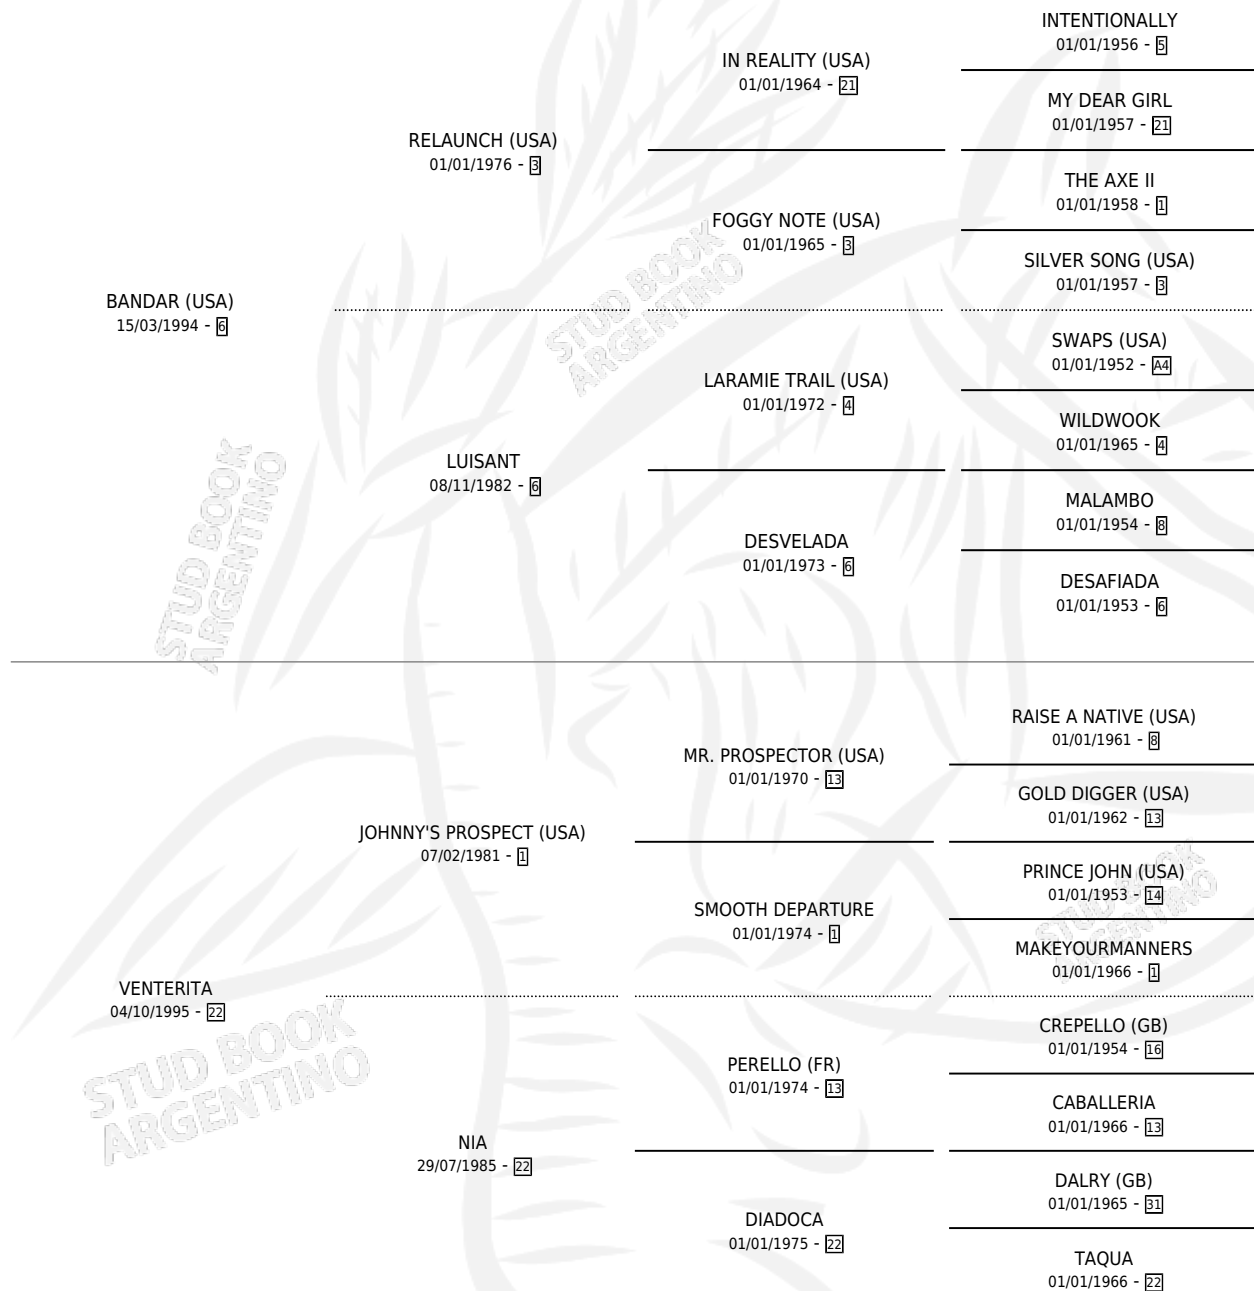 INTENTIONALLY
01/01/1956 - 5
IN REALITY (USA)
01/01/1964 - 21
MY DEAR GIRL
01/01/1957 - 21
RELAUNCH (USA)
01/01/1976 - 3
THE AXE II
01/01/1958 - 1
FOGGY NOTE (USA)
01/01/1965 - 3
SILVER SONG (USA)
01/01/1957 - 3
BANDAR (USA)
15/03/1994 - 6
SWAPS (USA)
01/01/1952 - A4
LARAMIE TRAIL (USA)
01/01/1972 - 4
WILDWOOK
01/01/1965 - 4
LUISANT
08/11/1982 - 6
MALAMBO
01/01/1954 - 8
DESVELADA
01/01/1973 - 6
DESAFIADA
01/01/1953 - 6
RAISE A NATIVE (USA)
01/01/1961 - 8
MR. PROSPECTOR (USA)
01/01/1970 - 13
GOLD DIGGER (USA)
01/01/1962 - 13
JOHNNY'S PROSPECT (USA)
07/02/1981 - 1
PRINCE JOHN (USA)
01/01/1953 - 14
SMOOTH DEPARTURE
01/01/1974 - 1
MAKEYOURMANNERS
01/01/1966 - 1
VENTERITA
04/10/1995 - 22
CREPELLO (GB)
01/01/1954 - 16
PERELLO (FR)
01/01/1974 - 13
CABALLERIA
01/01/1966 - 13
NIA
29/07/1985 - 22
DALRY (GB)
01/01/1965 - 31
DIADOCA
01/01/1975 - 22
TAQUA
01/01/1966 - 22
STUD BOOK
ARGENTINO
STUD BOOK
ARGENTINO
STUD BOOK
ARGENTINO
STUD BOOK
ARGENTINO